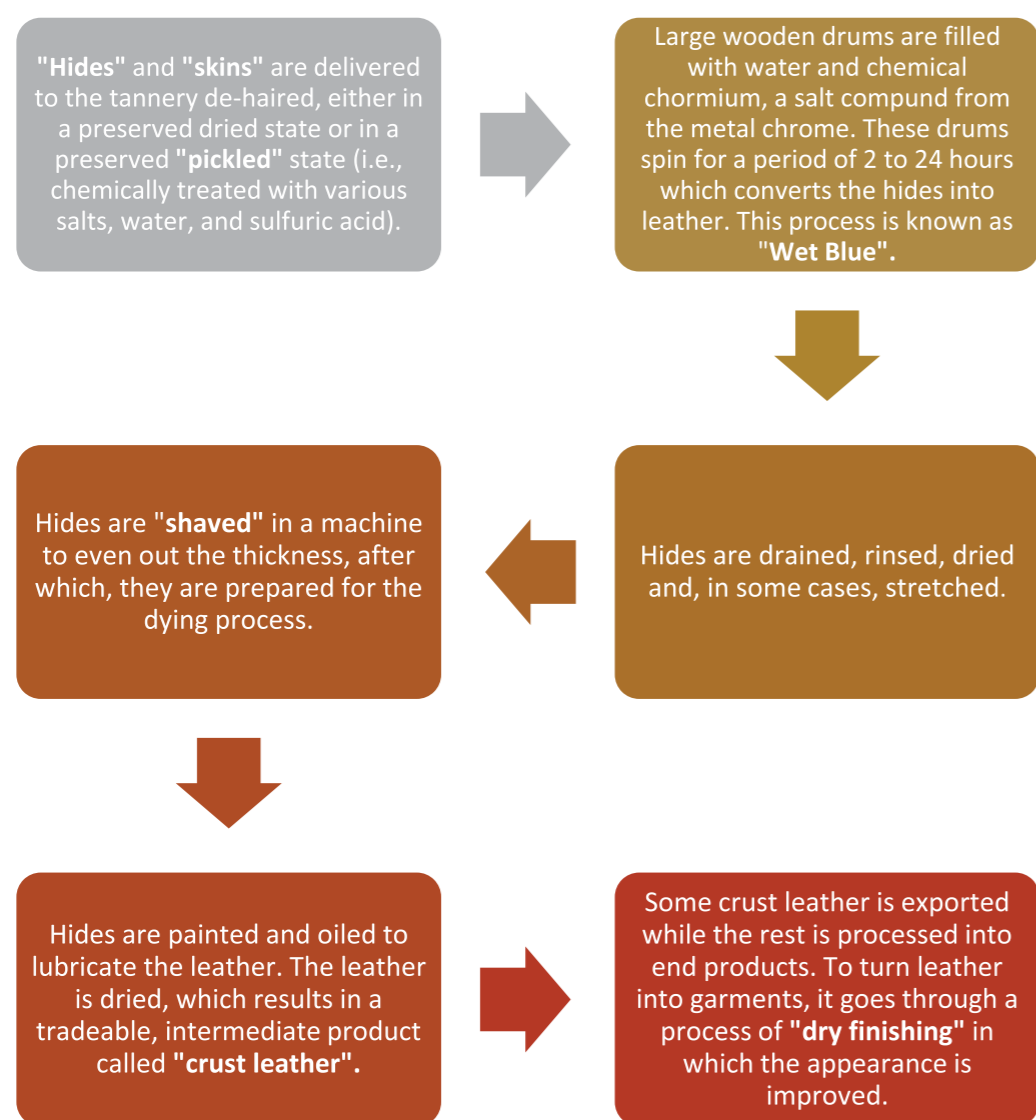 "Hides" and "skins" are delivered
to the tannery de-haired, either in
a preserved dried state or in a
preserved "pickled" state (i.e.,
chemically treated with various
salts, water, and sulfuric acid).
Large wooden drums are filled
with water and chemical
chormium, a salt compund from
the metal chrome. These drums
spin for a period of 2 to 24 hours
which converts the hides into
leather. This process is known as
"Wet Blue".
Hides are drained, rinsed, dried
and, in some cases, stretched.
Hides are "shaved" in a machine
to even out the thickness, after
which, they are prepared for the
dying process.
Hides are painted and oiled to
lubricate the leather. The leather
is dried, which results in a
tradeable, intermediate product
called "crust leather".
Some crust leather is exported
while the rest is processed into
end products. To turn leather
into garments, it goes through a
process of "dry finishing" in
which the appearance is
improved.